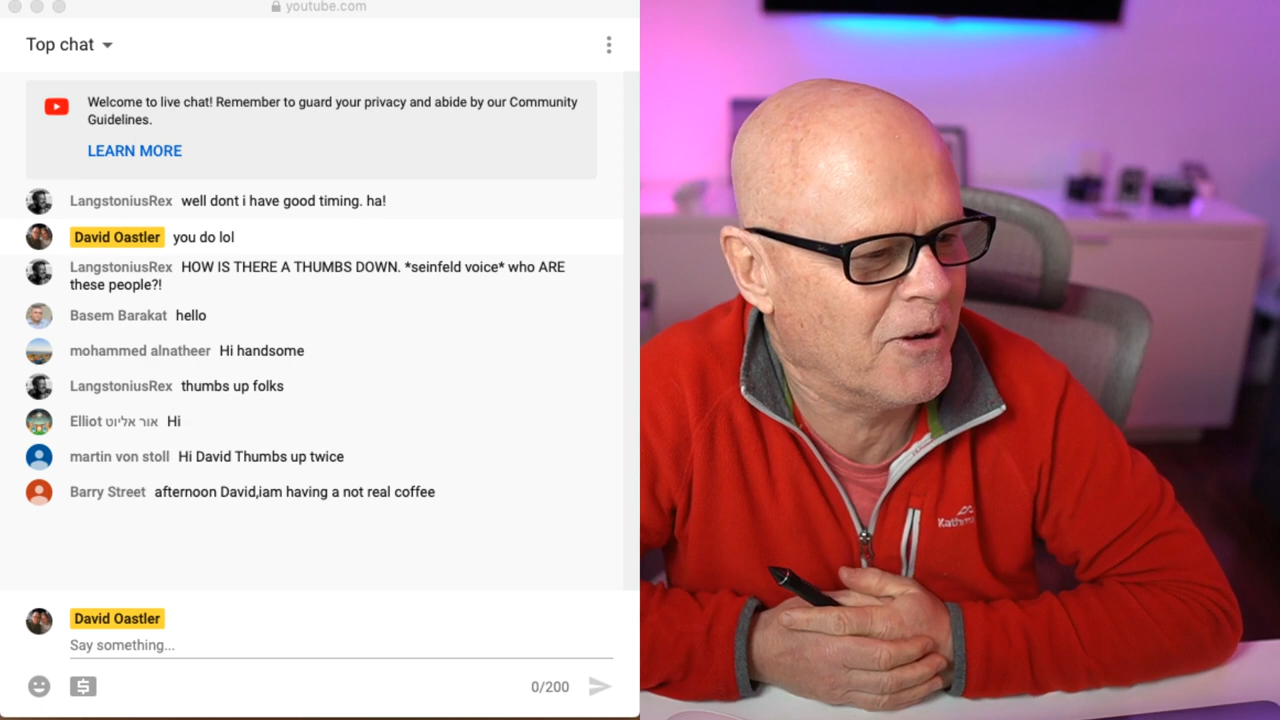 youtube.com
Top chat
Welcome to live chat! Remember to guard your privacy and abide by our Community
Guidelines.
LEARN MORE
LangstoniusRex well dont i have good timing. ha!
David Oastler you do lol
LangstoniusRex HOW IS THERE A THUMBS DOWN. *seinfeld voice* who ARE
these people?!
Basem Barakat hello
mohammed alnatheer Hi handsome
LangstoniusRex thumbs up folks
Elliot אור אליוט Hi
martin von stoll Hi David Thumbs up twice
Barry Street afternoon David,iam having a not real coffee
David Oastler
Say something...
0/200